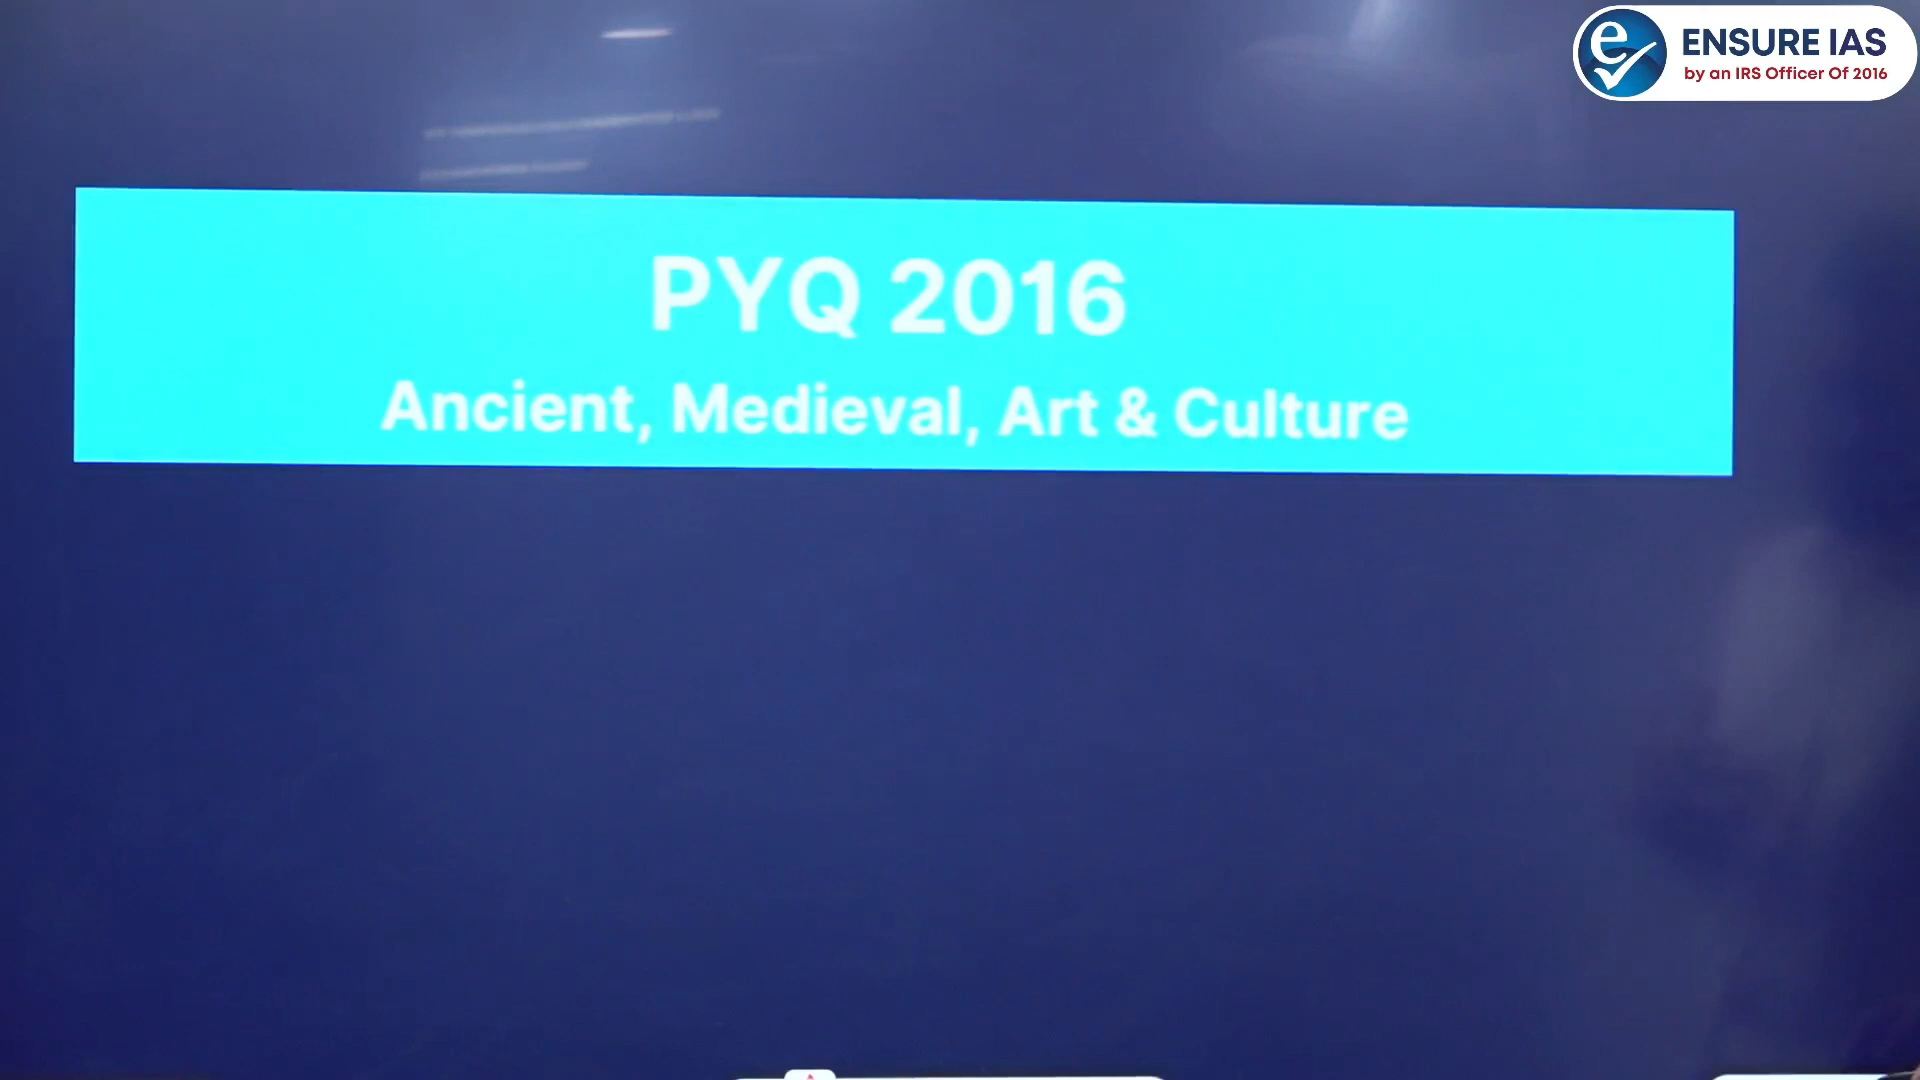 ENSURE IAS
by an IRS Officer Of 2016
PYQ 2016
Ancient, Medieval, Art & Culture